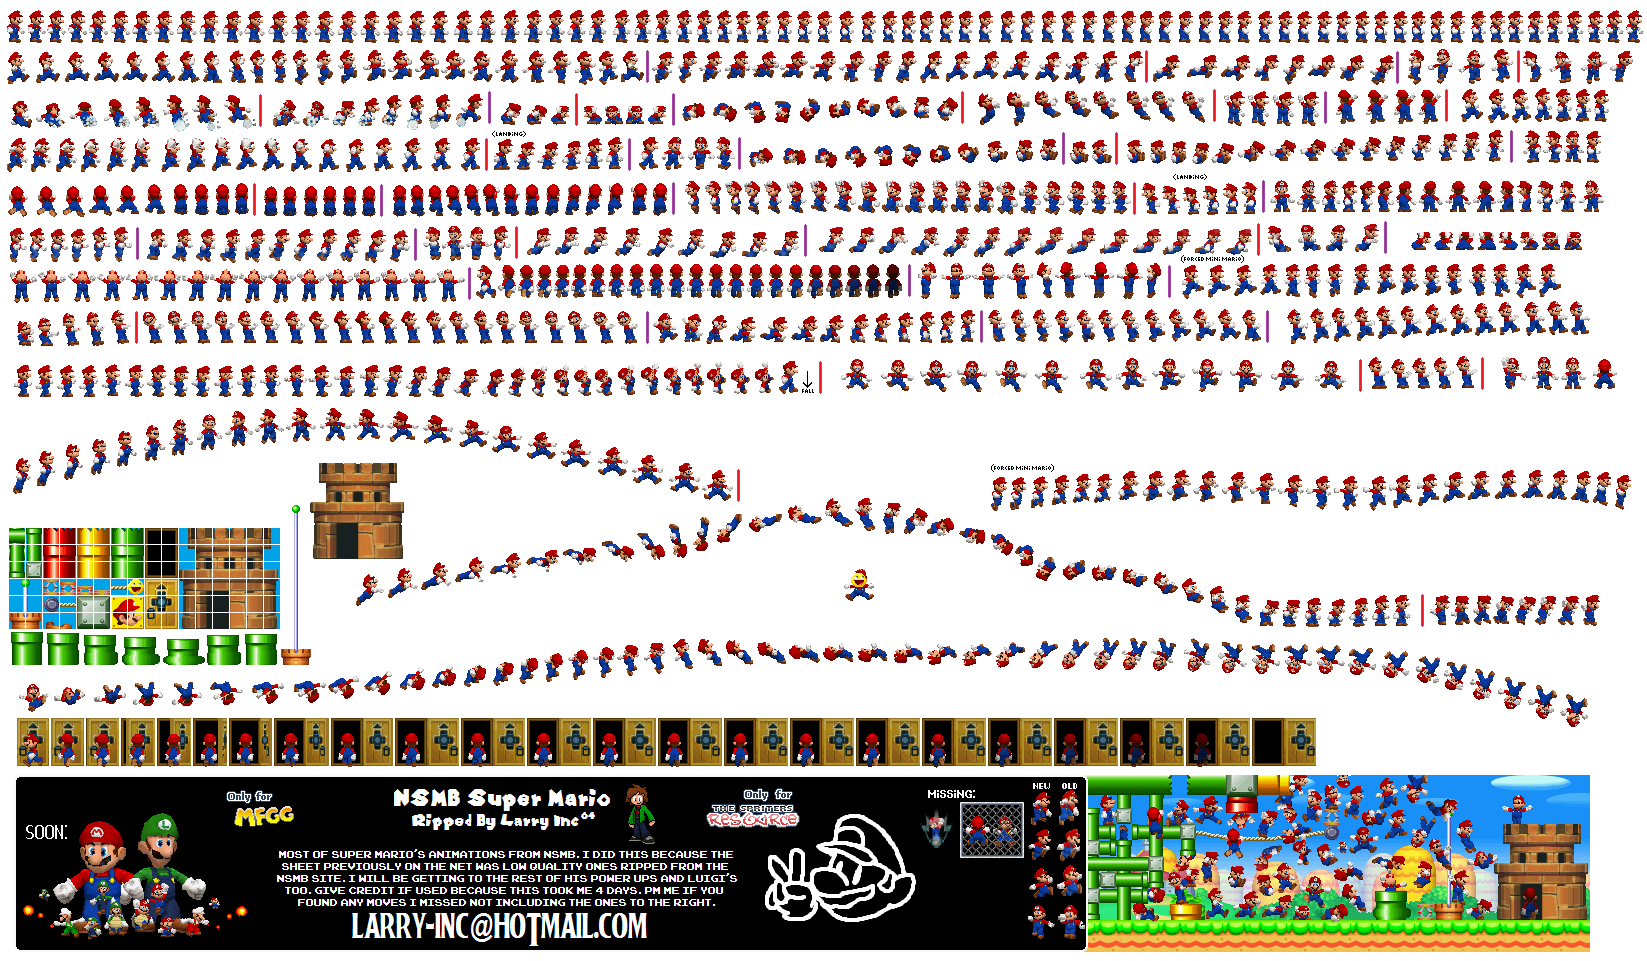 (LANDING)
(LANDING)
(FORCED MINI MARIO)
FALL
(FORCED MINI MARIO)
SOON:
Only for
MFGG
NSMB Super Mario
Ripped By Larry Inc⁶⁴
Only for
THE SPRITERS
RESOURCE
MISSING:
NEW OLD
MOST OF SUPER MARIO'S ANIMATIONS FROM NSMB. I DID THIS BECAUSE THE
SHEET PREVIOUSLY ON THE NET WAS LOW QUALITY ONES RIPPED FROM THE
NSMB SITE. I WILL BE GETTING TO THE REST OF HIS POWER UPS AND LUIGI'S
TOO. GIVE CREDIT IF USED BECAUSE THIS TOOK ME 4 DAYS. PM ME IF YOU
FOUND ANY MOVES I MISSED NOT INCLUDING THE ONES TO THE RIGHT.
LARRY-INC@HOTMAIL.COM